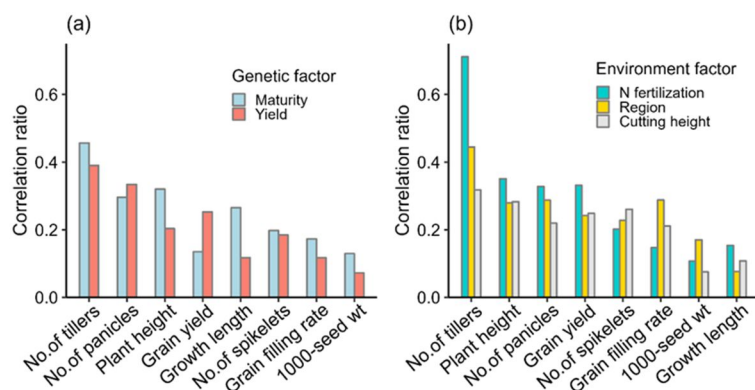 (a)
Correlation ratio
0.6
0.4
0.2
0.0
Genetic factor
Maturity
Yield
No.of tillers
No.of panicles
Plant height
Grain yield
Growth length
No.of spikelets
Grain filling rate
1000-seed wt
(b)
Correlation ratio
0.6
0.4
0.2
0.0
Environment factor
N fertilization
Region
Cutting height
No.of tillers
Plant height
No.of panicles
Grain yield
No.of spikelets
Grain filling rate
1000-seed wt
Growth length